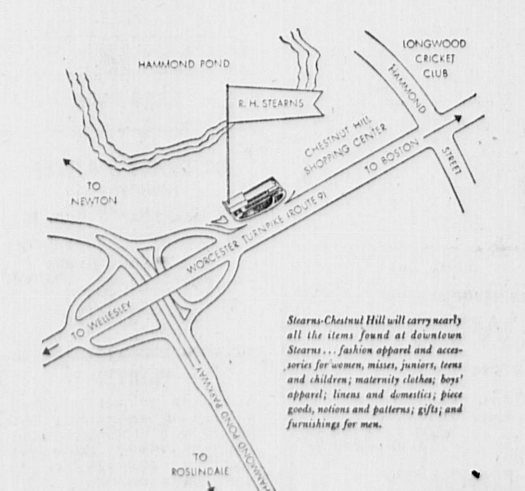 LONGWOOD
CRICKET
CLUB
HAMMOND POND
HAMMOND
STREET
R. H. STEARNS
CHESTNUT HILL
SHOPPING CENTER
TO BOSTON
TO
NEWTON
WORCESTER TURNPIKE (ROUTE 9)
TO WELLESLEY
Stearns-Chestnut Hill will carry nearly
all the items found at downtown
Stearns... fashion apparel and acces-
sories for women, misses, juniors, teens
and children; maternity clothes; boys'
apparel; linens and domestics; piece
goods, notions and patterns; gifts; and
furnishings for men.
HAMMOND POND PARKWAY
TO
ROSLINDALE